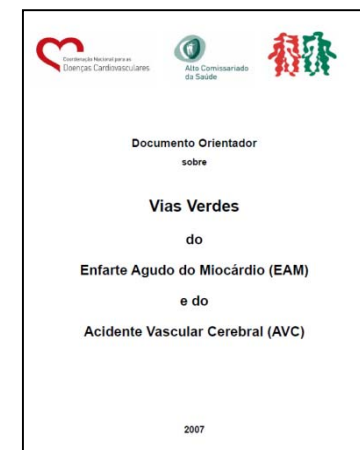 Coordenação Nacional para as
Doenças Cardiovasculares
Alto Comissariado
da Saúde
Documento Orientador
sobre
Vias Verdes
do
Enfarte Agudo do Miocárdio (EAM)
e do
Acidente Vascular Cerebral (AVC)
2007